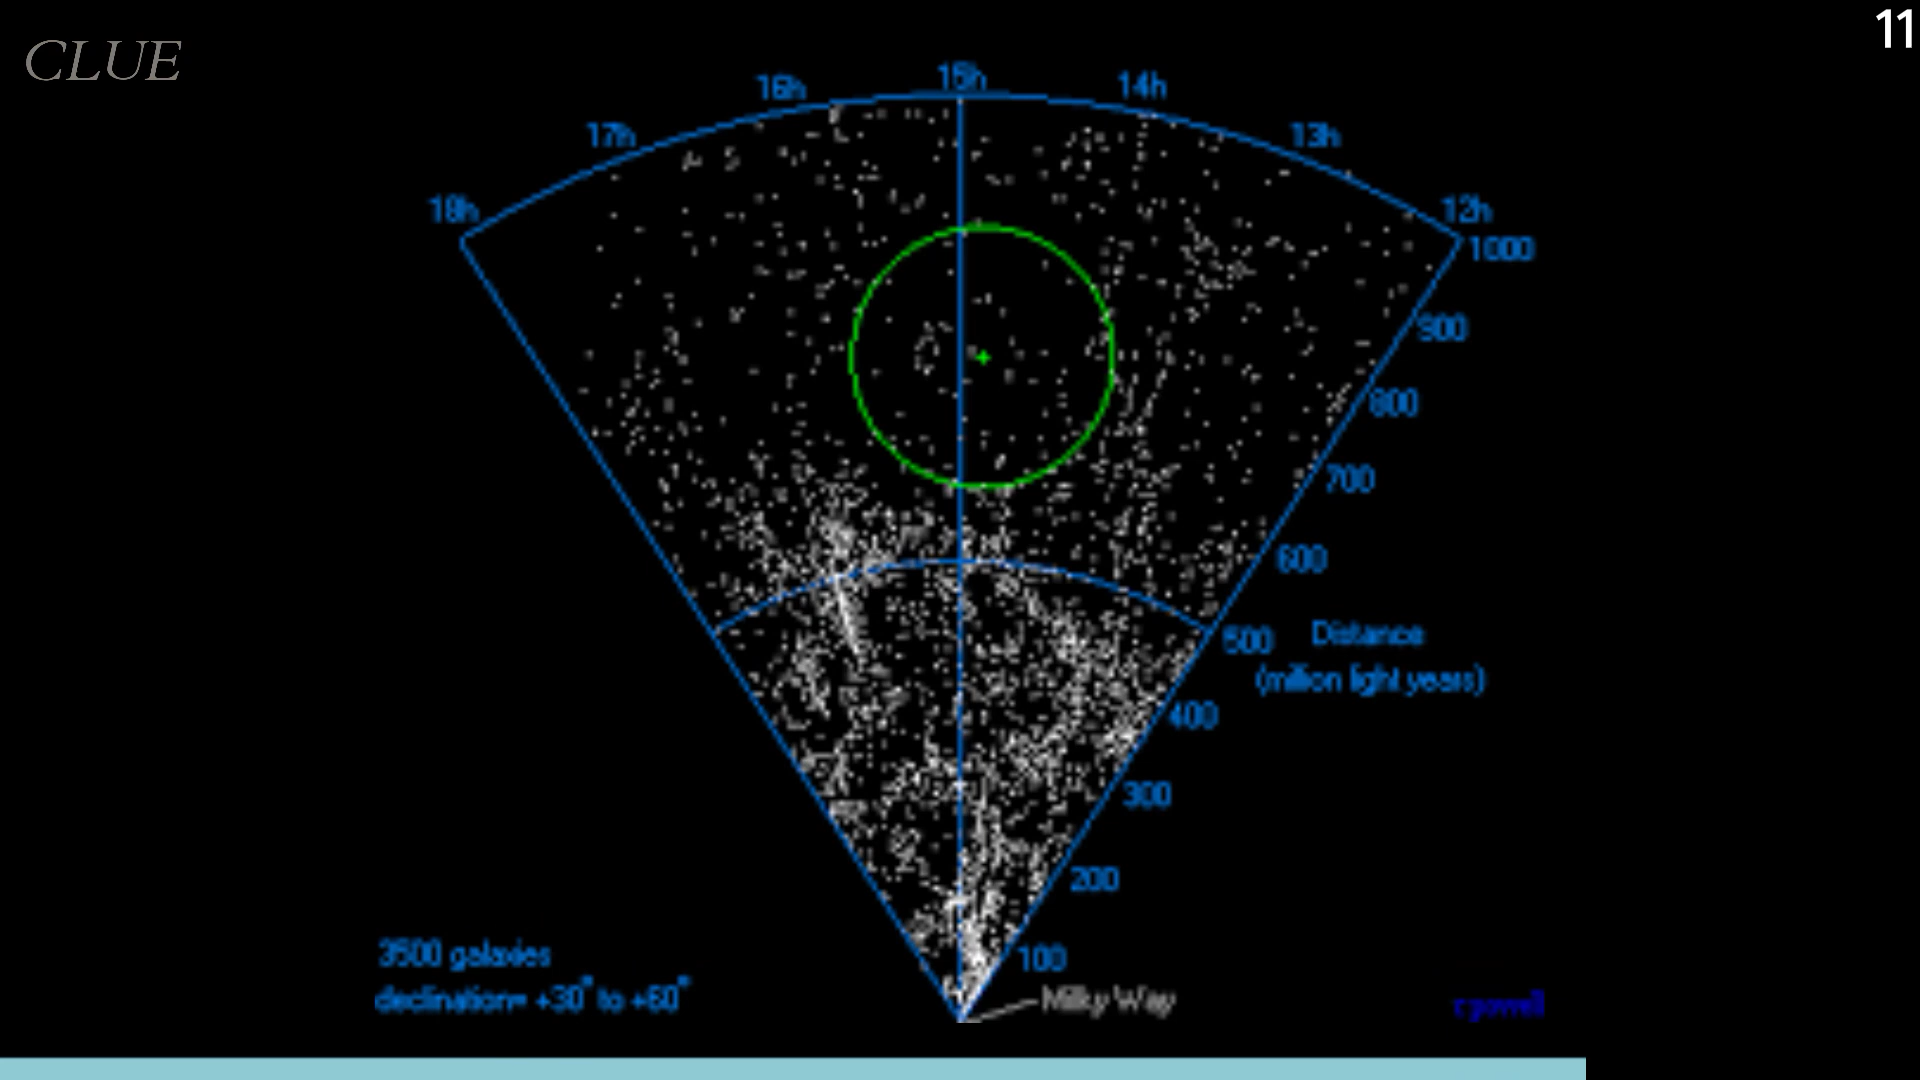 CLUE
11
15h
16h
14h
17h
13h
18h
12h
1000
900
800
700
600
500
Distance
(million light years)
400
300
200
100
3500 galaxies
declination= +30° to +60°
Milky Way
r.powell